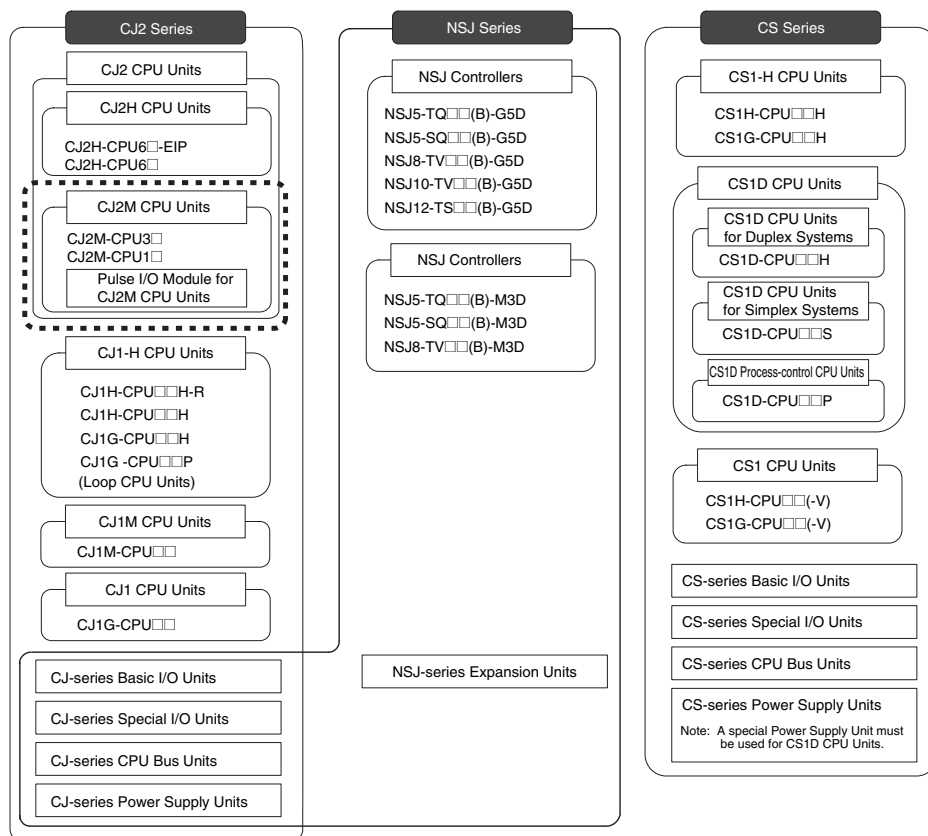 CJ2 Series
CJ2 CPU Units
CJ2H CPU Units
CJ2H-CPU6□-EIP
CJ2H-CPU6□
CJ2M CPU Units
CJ2M-CPU3□
CJ2M-CPU1□
Pulse I/O Module for
CJ2M CPU Units
CJ1-H CPU Units
CJ1H-CPU□□H-R
CJ1H-CPU□□H
CJ1G-CPU□□H
CJ1G -CPU□□P
(Loop CPU Units)
CJ1M CPU Units
CJ1M-CPU□□
CJ1 CPU Units
CJ1G-CPU□□
CJ-series Basic I/O Units
CJ-series Special I/O Units
CJ-series CPU Bus Units
CJ-series Power Supply Units
NSJ Series
NSJ Controllers
NSJ5-TQ□□(B)-G5D
NSJ5-SQ□□(B)-G5D
NSJ8-TV□□(B)-G5D
NSJ10-TV□□(B)-G5D
NSJ12-TS□□(B)-G5D
NSJ Controllers
NSJ5-TQ□□(B)-M3D
NSJ5-SQ□□(B)-M3D
NSJ8-TV□□(B)-M3D
NSJ-series Expansion Units
CS Series
CS1-H CPU Units
CS1H-CPU□□H
CS1G-CPU□□H
CS1D CPU Units
CS1D CPU Units
for Duplex Systems
CS1D-CPU□□H
CS1D CPU Units
for Simplex Systems
CS1D-CPU□□S
CS1D Process-control CPU Units
CS1D-CPU□□P
CS1 CPU Units
CS1H-CPU□□(-V)
CS1G-CPU□□(-V)
CS-series Basic I/O Units
CS-series Special I/O Units
CS-series CPU Bus Units
CS-series Power Supply Units
Note: A special Power Supply Unit must
be used for CS1D CPU Units.